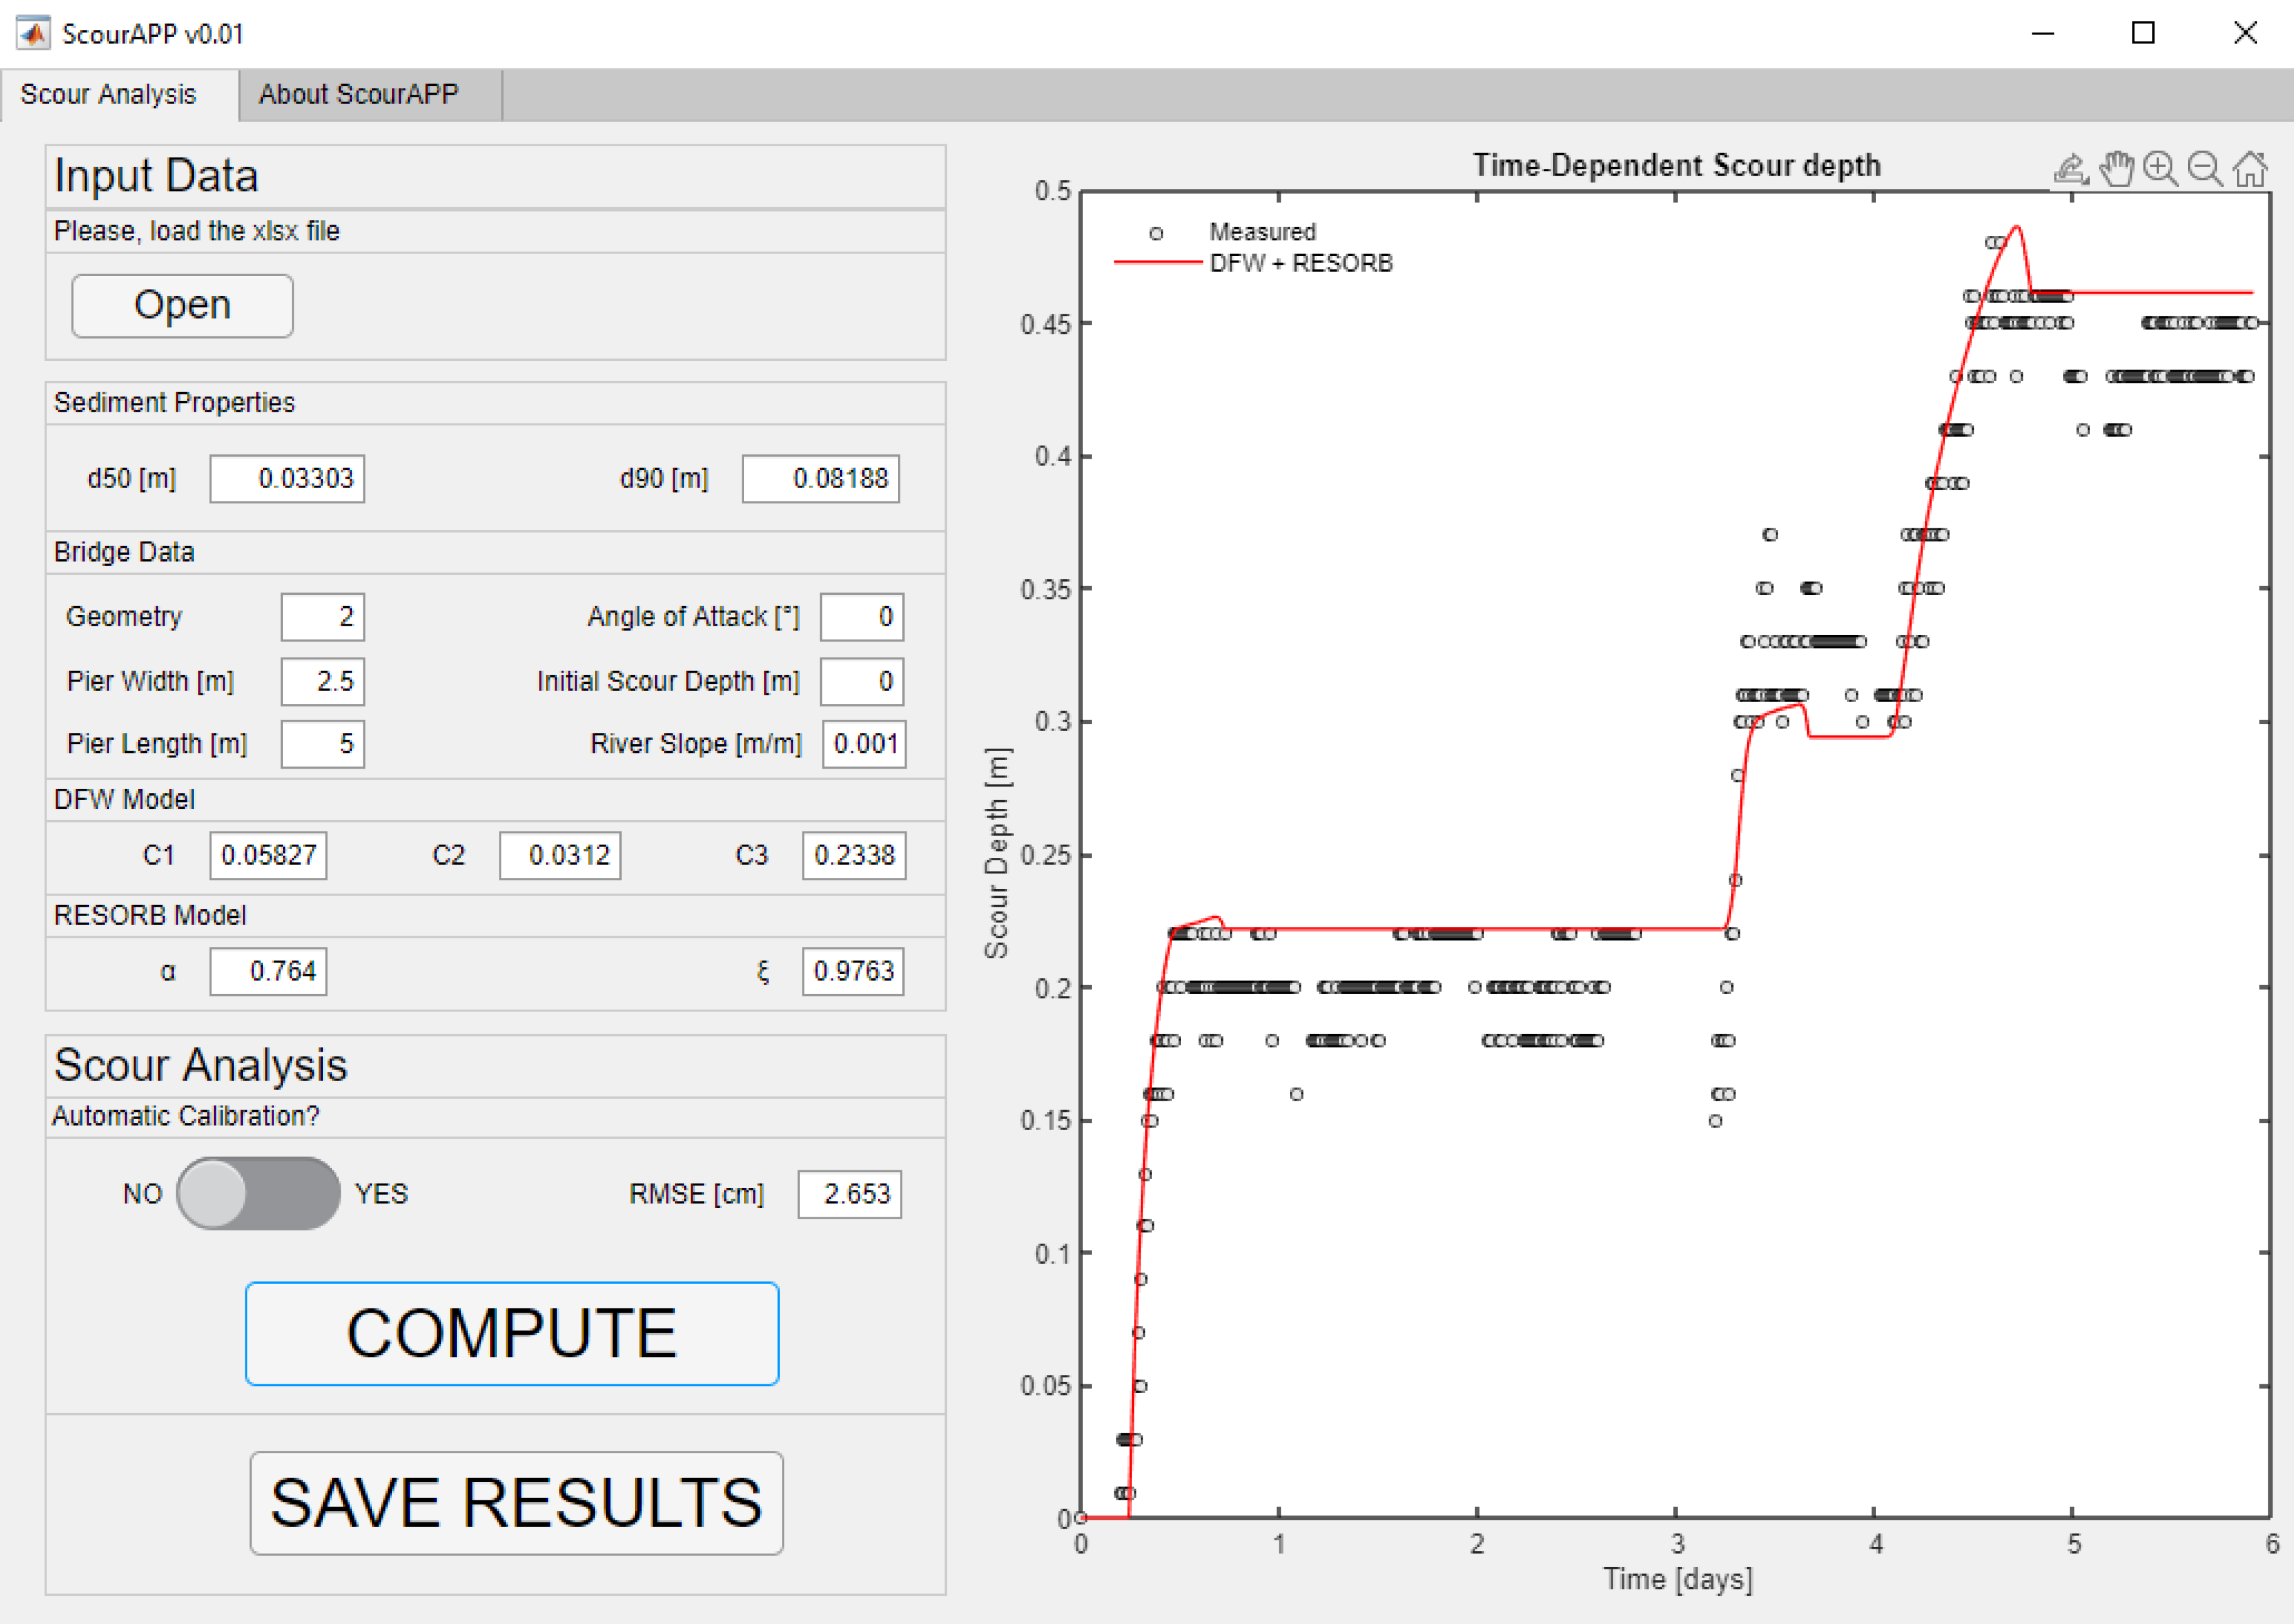 ScourAPP v0.01
Scour Analysis
About ScourAPP
Input Data
Please, load the xlsx file
Open
Sediment Properties
d50 [m] 0.03303 d90 [m] 0.08188
Bridge Data
Geometry 2 Angle of Attack [°] 0
Pier Width [m] 2.5 Initial Scour Depth [m] 0
Pier Length [m] 5 River Slope [m/m] 0.001
DFW Model
C1 0.05827 C2 0.0312 C3 0.2338
RESORB Model
α 0.764 ξ 0.9763
Scour Analysis
Automatic Calibration?
NO YES RMSE [cm] 2.653
COMPUTE
SAVE RESULTS
Time-Dependent Scour depth
Measured
DFW + RESORB
Scour Depth [m]
0.5
0.45
0.4
0.35
0.3
0.25
0.2
0.15
0.1
0.05
0
0 1 2 3 4 5 6
Time [days]